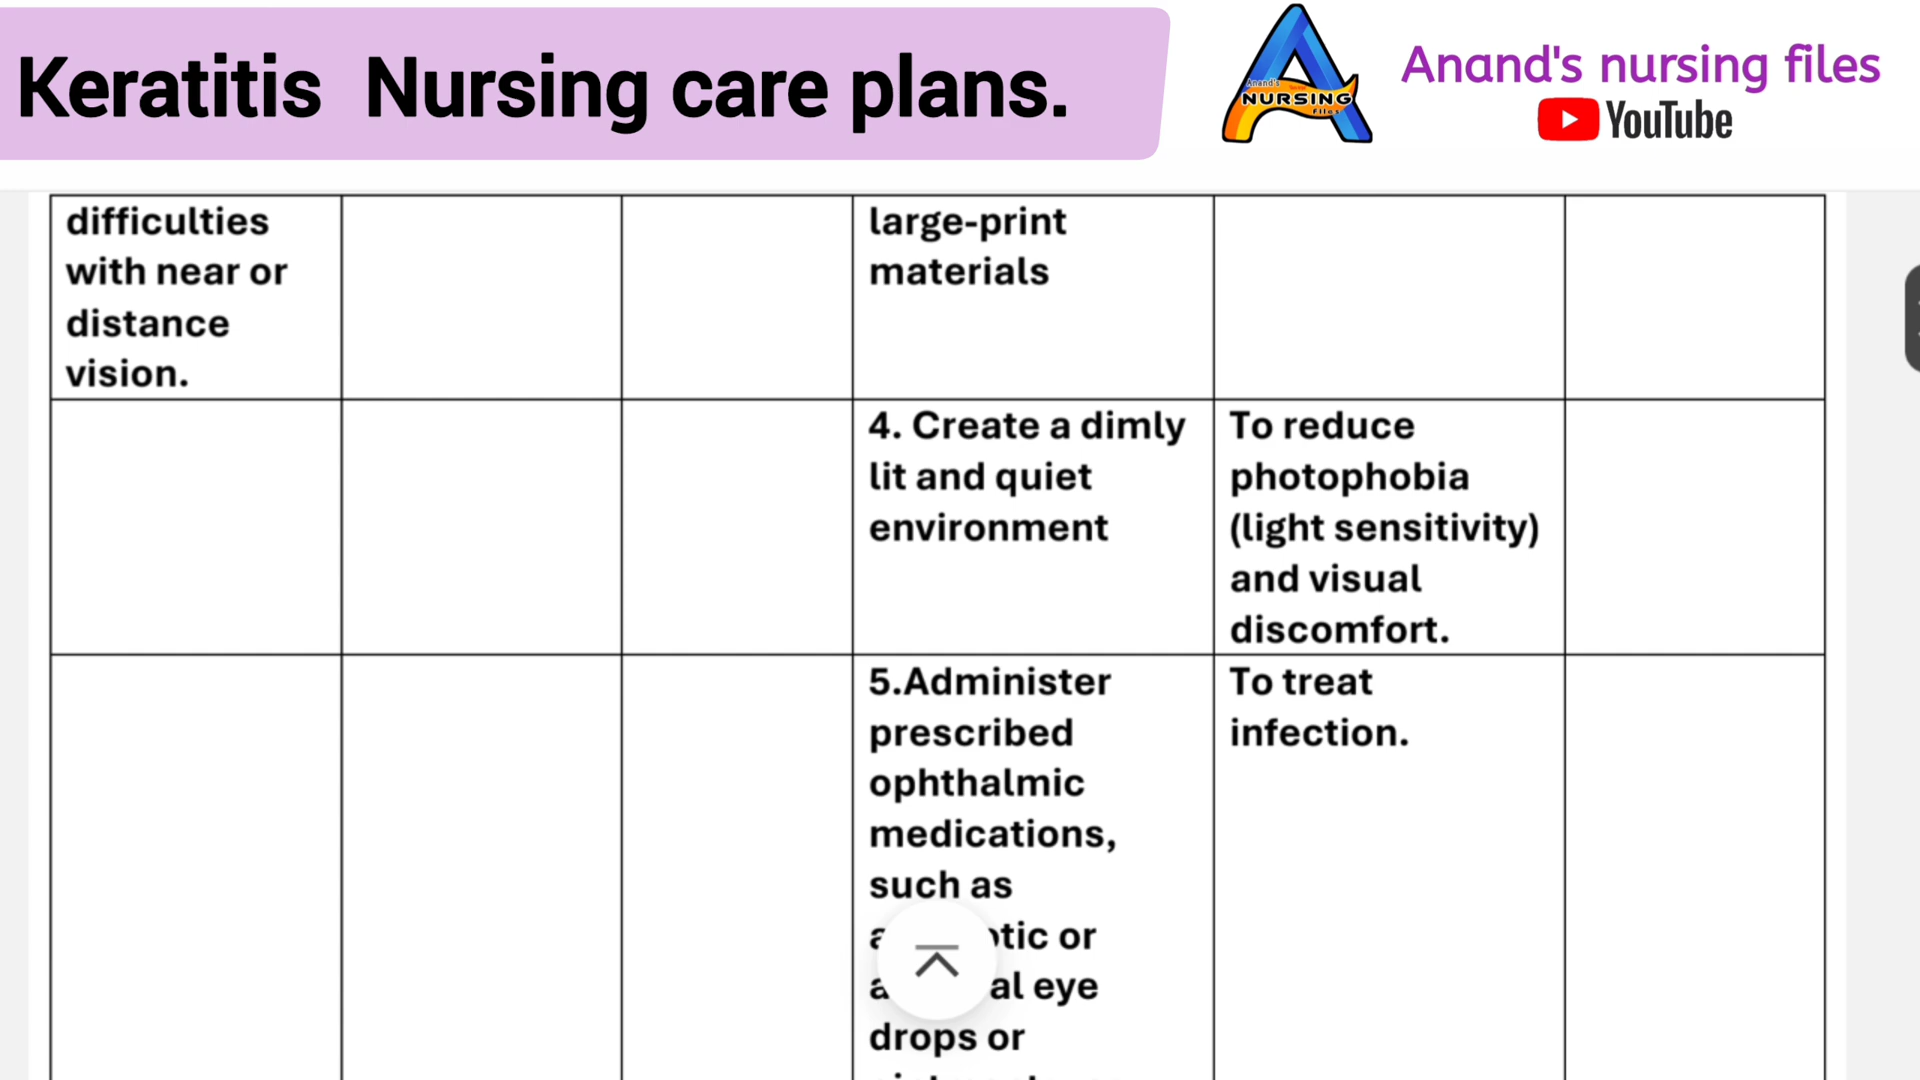 Keratitis Nursing care plans.
Anand's
NURSING
Files
Anand's nursing files
YouTube
difficulties
with near or
distance
vision.
large-print
materials
4. Create a dimly
lit and quiet
environment
To reduce
photophobia
(light sensitivity)
and visual
discomfort.
5.Administer
prescribed
ophthalmic
medications,
such as
or
eye
drops or
To treat
infection.